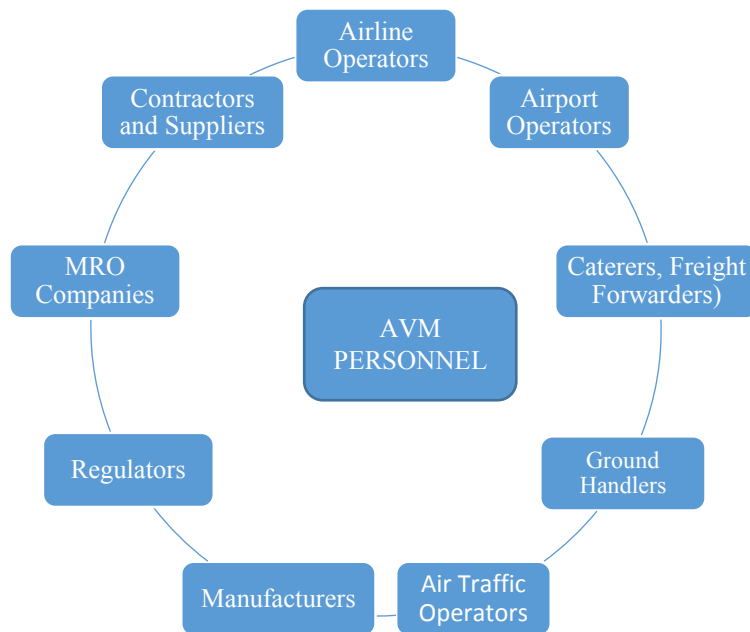 Airline
Operators
Airport
Operators
Caterers, Freight
Forwarders)
Ground
Handlers
Air Traffic
Operators
Manufacturers
Regulators
MRO
Companies
Contractors
and Suppliers
AVM
PERSONNEL